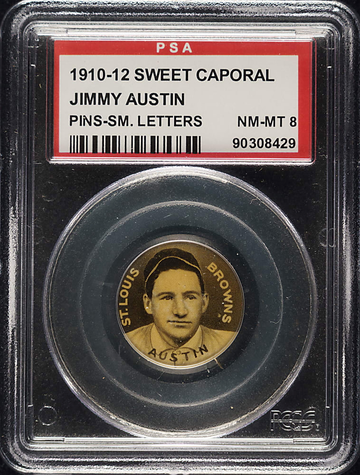 PSA
1910-12 SWEET CAPORAL
JIMMY AUSTIN
PINS-SM. LETTERS NM-MT 8
90308429
ST. LOUIS BROWNS
AUSTIN